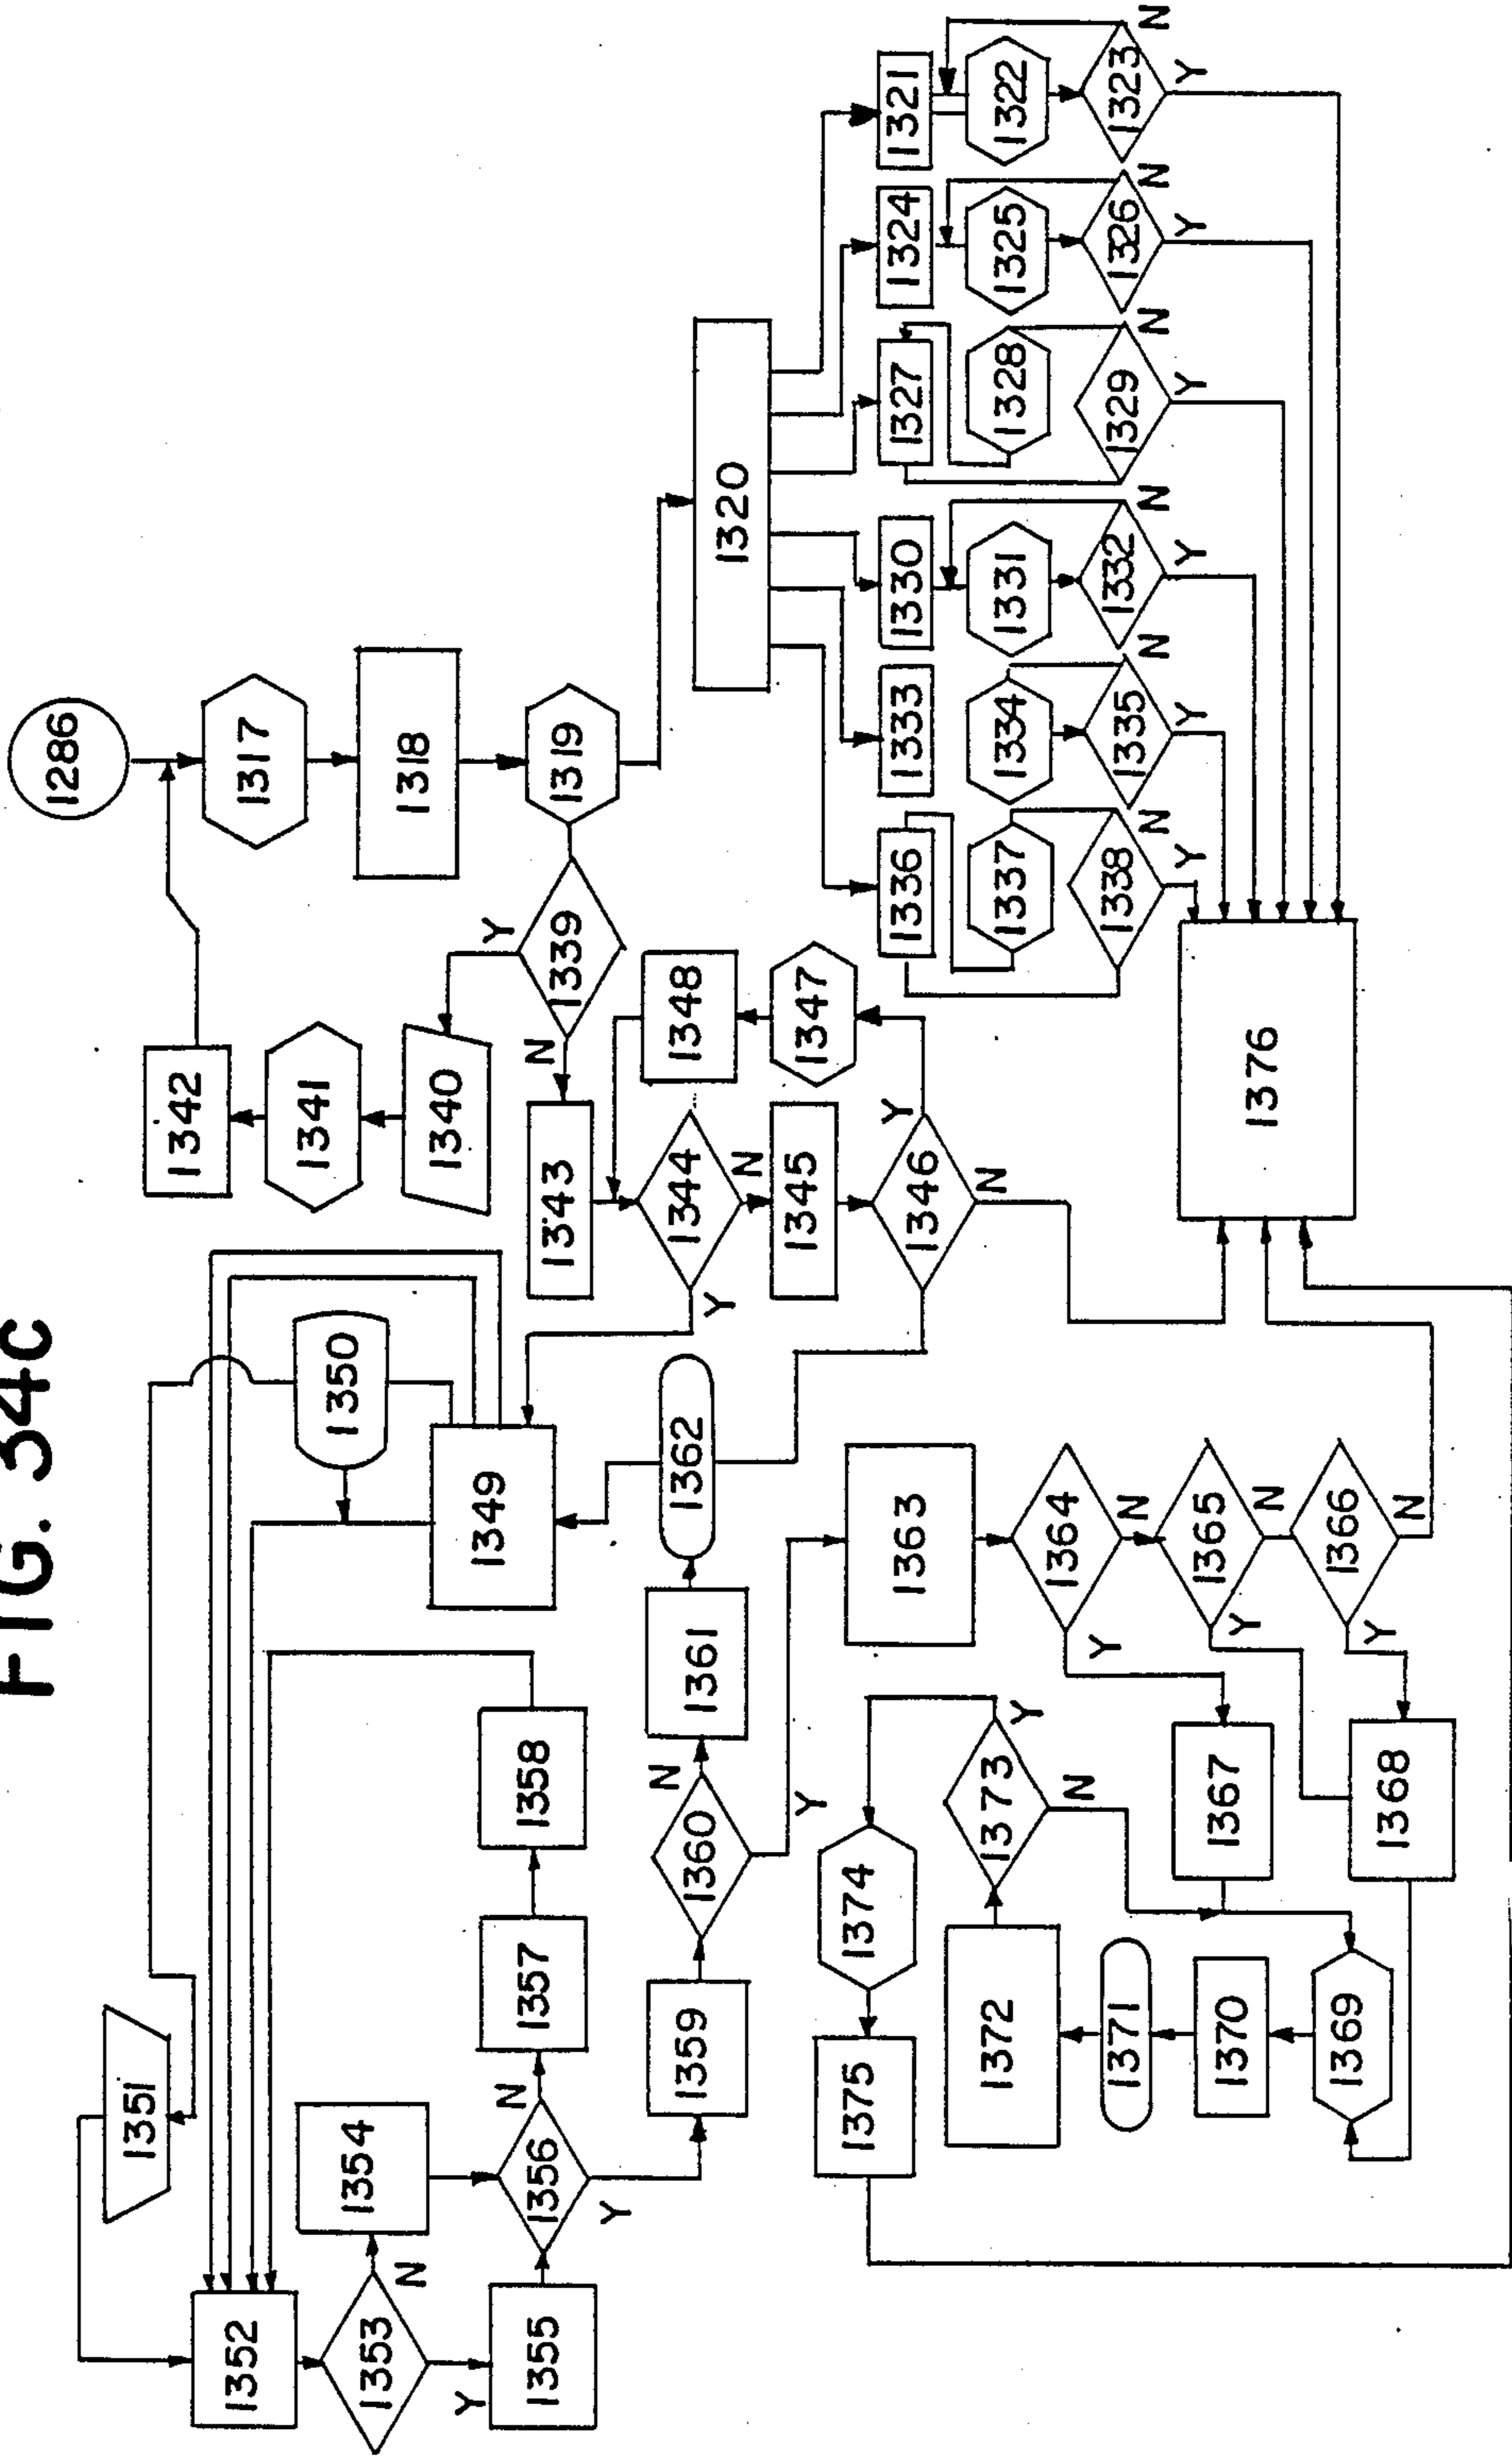 FIG. 34C
1286
1317
1318
1319
1339
Y
N
1340
1341
1342
1343
1344
Y
N
1345
1346
Y
N
1347
1348
1349
1350
1351
1352
1353
Y
N
1354
1355
1356
Y
N
1357
1358
1359
1360
Y
N
1361
1362
1363
1364
Y
N
1365
Y
N
1366
Y
N
1367
1368
1369
1370
1371
1372
1373
Y
N
1374
1375
1320
1321
1322
1323
N
Y
1324
1325
1326
N
Y
1327
1328
1329
N
Y
1330
1331
1332
N
Y
1333
1334
1335
N
Y
1336
1337
1338
N
Y
1376